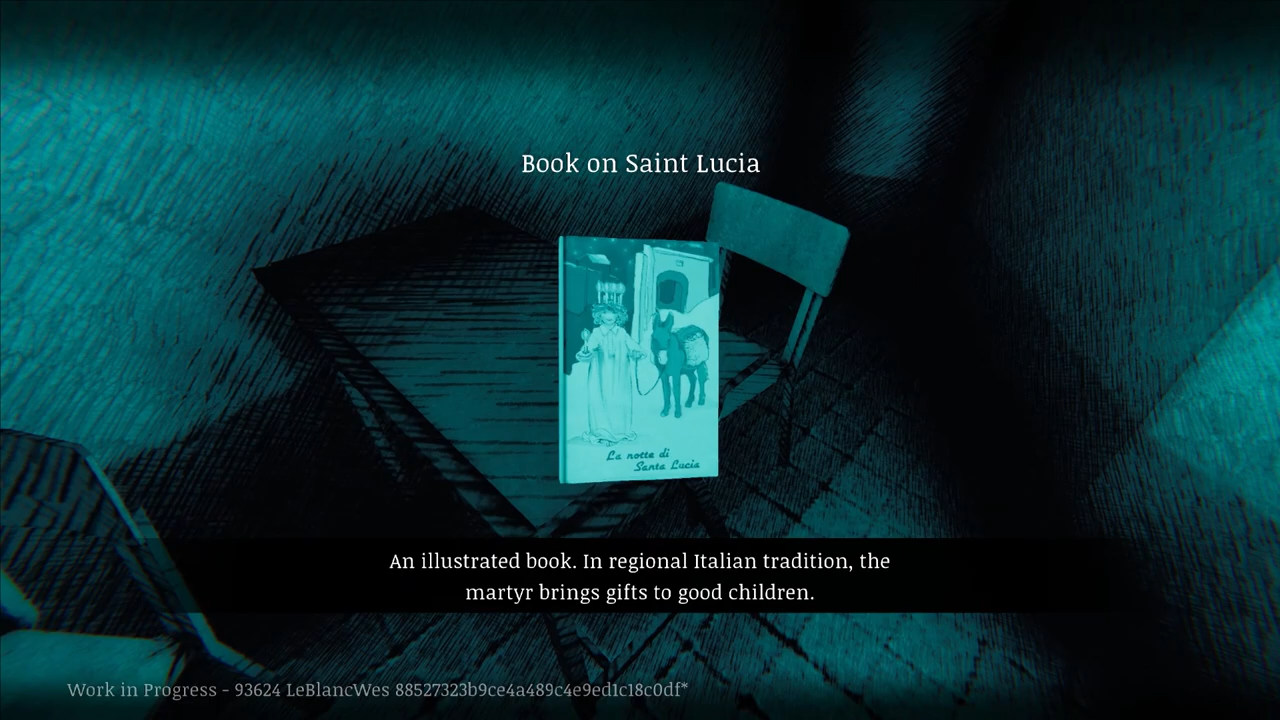 Book on Saint Lucia
La notte di
Santa Lucia
An illustrated book. In regional Italian tradition, the
martyr brings gifts to good children.
Work in Progress - 93624 LeBlancWes 88527323b9ce4a489c4e9ed1c18c0df*